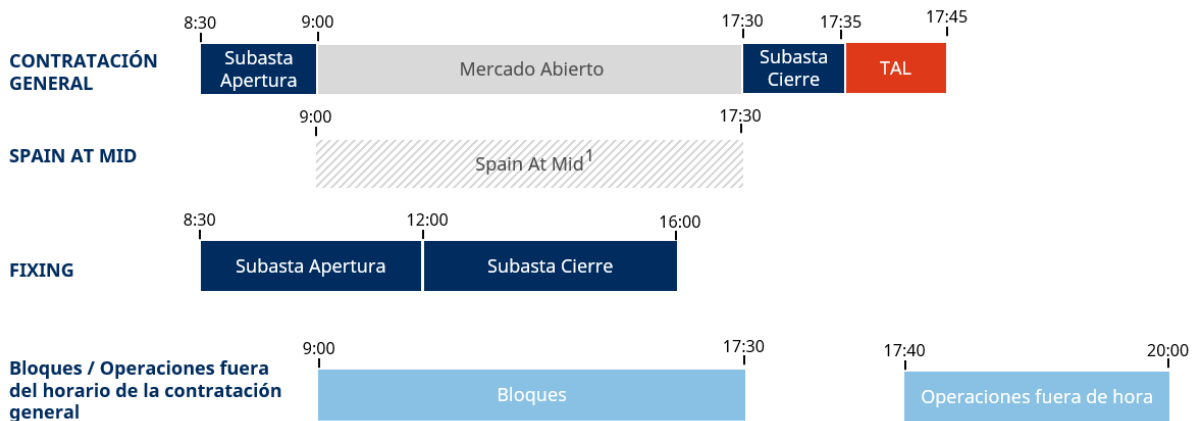 8:30
9:00
17:30
17:35
17:45
CONTRATACIÓN
GENERAL
Subasta
Apertura
Mercado Abierto
Subasta
Cierre
TAL
9:00
17:30
SPAIN AT MID
Spain At Mid¹
8:30
12:00
16:00
FIXING
Subasta Apertura
Subasta Cierre
9:00
17:30
17:40
20:00
Bloques / Operaciones fuera
del horario de la contratación
general
Bloques
Operaciones fuera de hora